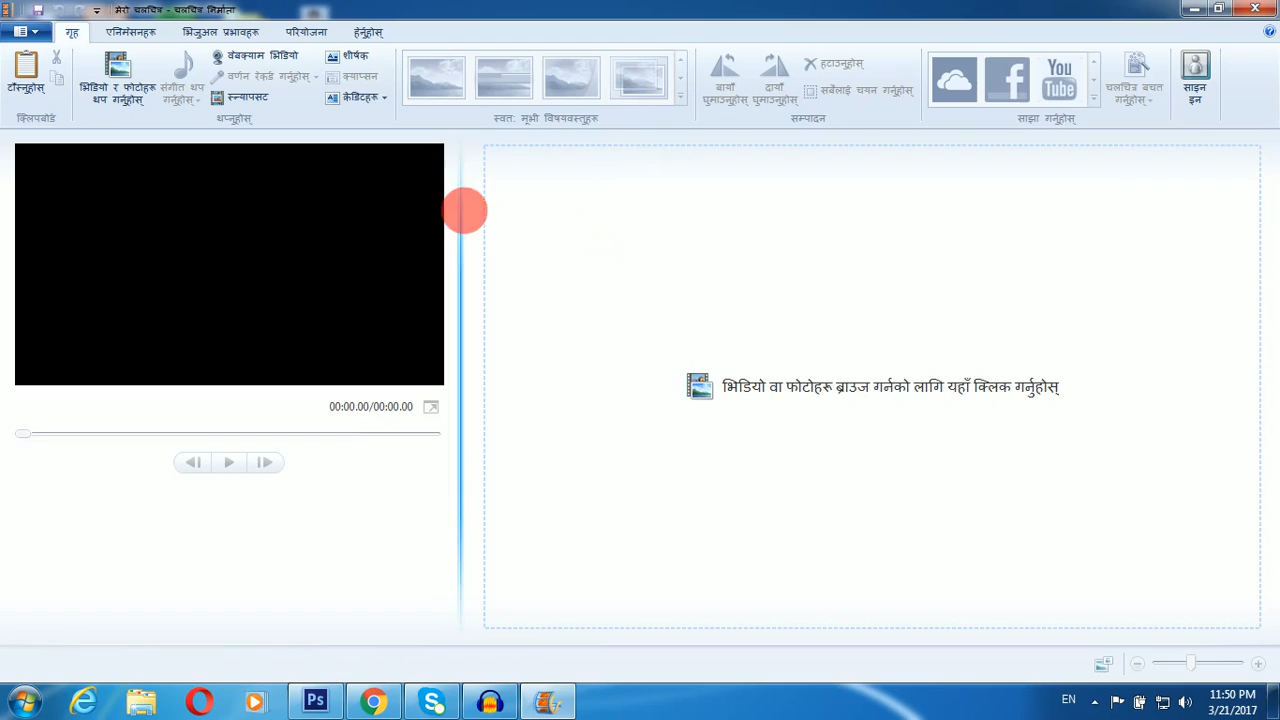 मेरो चलचित्र - चलचित्र निर्माता
गृह एनिमेसनहरू भिजुअल प्रभावहरू परियोजना हेर्नुहोस्
टाँस्नुहोस्
भिडियो र फोटोहरू
थप गर्नुहोस्
संगीत थप
गर्नुहोस्
वेबक्याम भिडियो
वर्णन रेकर्ड गर्नुहोस्
स्न्यापसट
शीर्षक
क्याप्सन
क्रेडिटहरू
बायाँ
घुमाउनुहोस्
दायाँ
घुमाउनुहोस्
हटाउनुहोस्
सबैलाई चयन गर्नुहोस्
You
Tube
चलचित्र बचत
गर्नुहोस्
साइन
इन
क्लिपबोर्ड थप्नुहोस् स्वत: मूभी विषयवस्तुहरू सम्पादन साझा गर्नुहोस्
भिडियो वा फोटोहरू ब्राउज गर्नको लागि यहाँ क्लिक गर्नुहोस्
00:00.00/00:00.00
Ps
EN
11:50 PM
3/21/2017